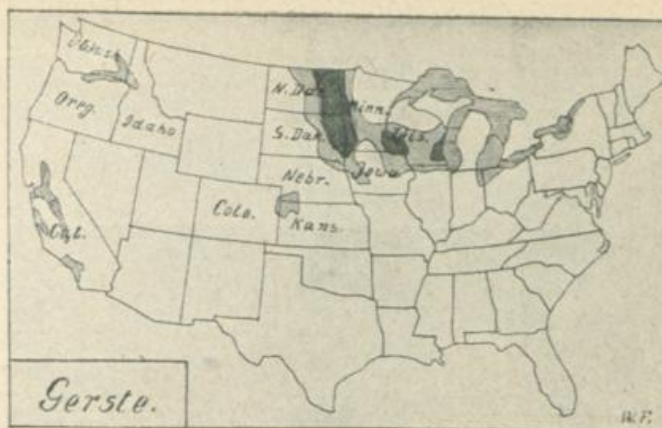 Wash.
N. Dak.
Minn.
Oreg.
Idaho
S. Dak.
Wis.
Nebr.
Iowa
Cal.
Colo.
Kans.
Gerste.
W.F.